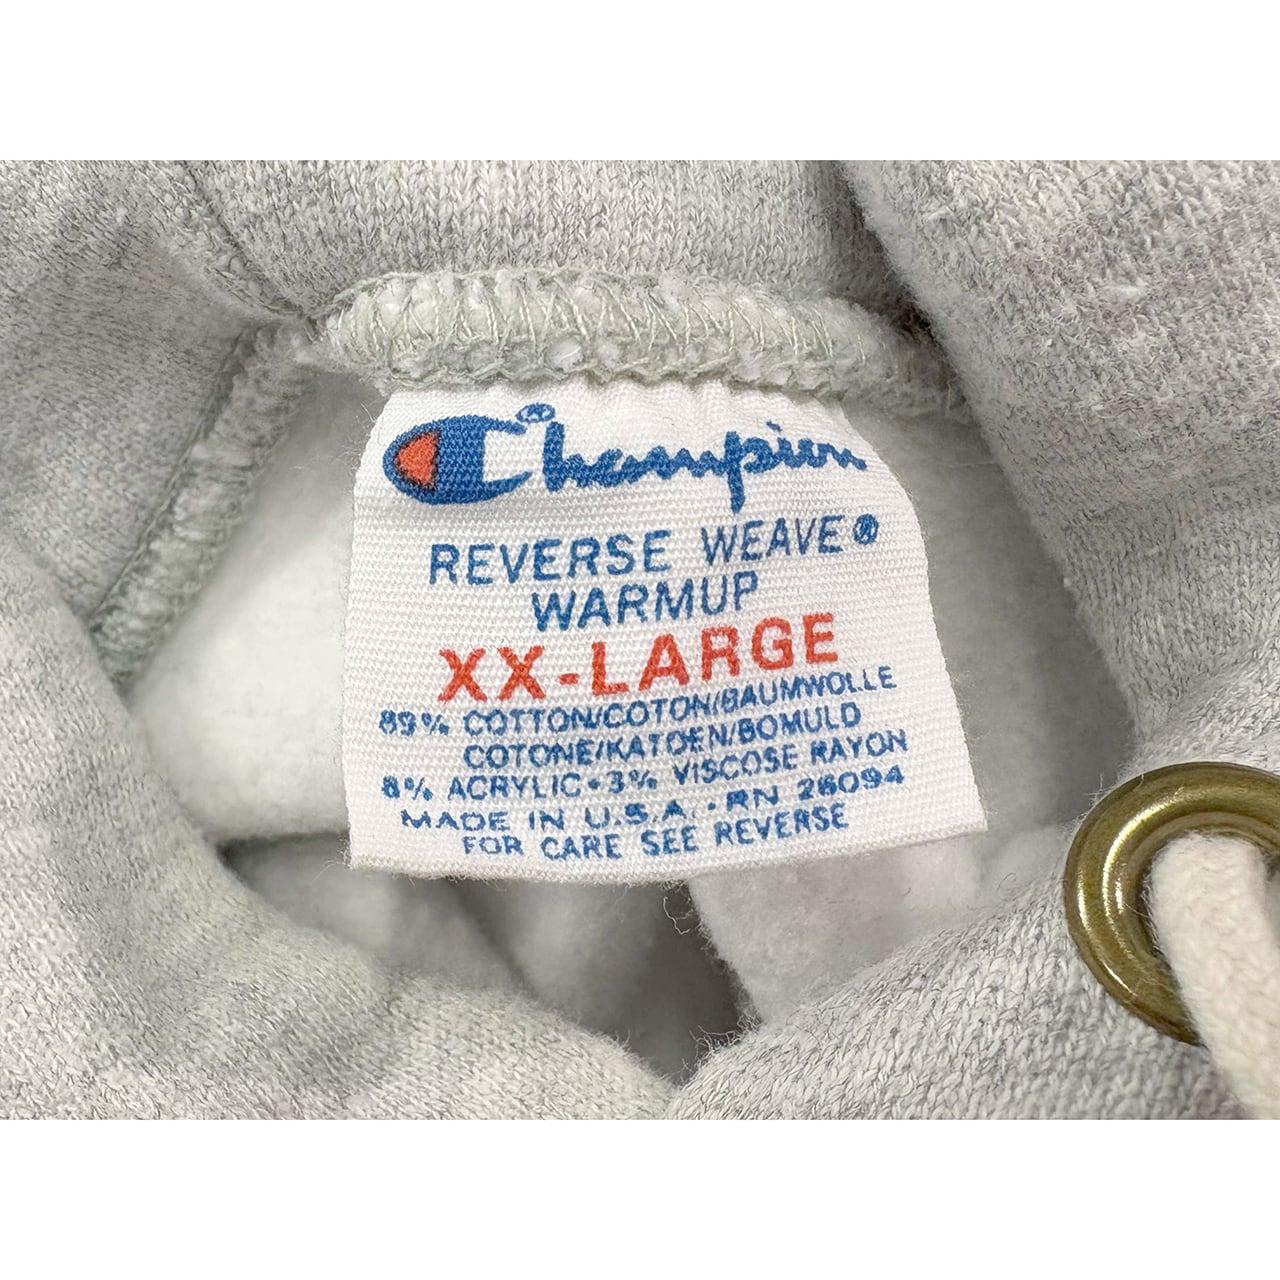 Champion®
REVERSE WEAVE®
WARMUP
XX-LARGE
89% COTTON/COTON/BAUMWOLLE
COTONE/KATOEN/BOMULD
8% ACRYLIC•3% VISCOSE RAYON
MADE IN U.S.A. • RN 26094
FOR CARE SEE REVERSE